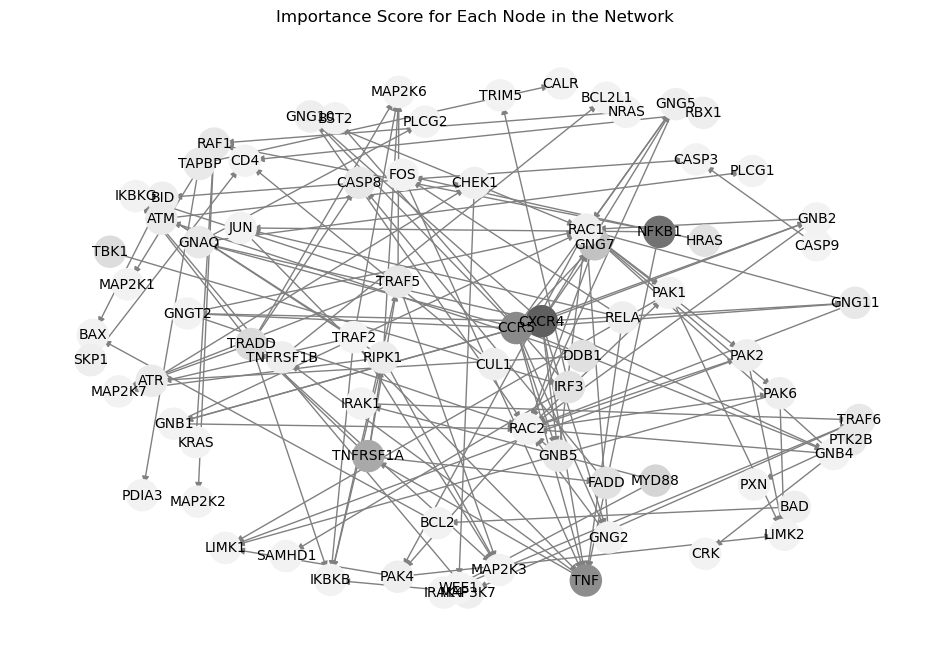 Importance Score for Each Node in the Network
CALR
MAP2K6
TRIM5
BCL2L1
GNG5
NRAS
RBX1
GNG10
BST2
PLCG2
RAF1
TAPBP
CD4
CASP3
PLCG1
FOS
CASP8
CHEK1
IKBKG
BID
ATM
JUN
GNB2
RAC1
NFKB1
HRAS
GNAQ
GNG7
CASP9
TBK1
TRAF5
MAP2K1
PAK1
GNG11
GNGT2
RELA
CXCR4
CCR5
BAX
TRAF2
TRADD
SKP1
TNFRSF1B
RIPK1
DDB1
PAK2
CUL1
ATR
IRF3
MAP2K7
PAK6
IRAK1
GNB1
TRAF6
RAC2
KRAS
PTK2B
GNB4
TNFRSF1A
GNB5
FADD
MYD88
PXN
PDIA3
MAP2K2
BAD
BCL2
GNG2
LIMK2
LIMK1
SAMHD1
CRK
MAP2K3
IKBKB
PAK4
TNF
WEE1
MAP3K7